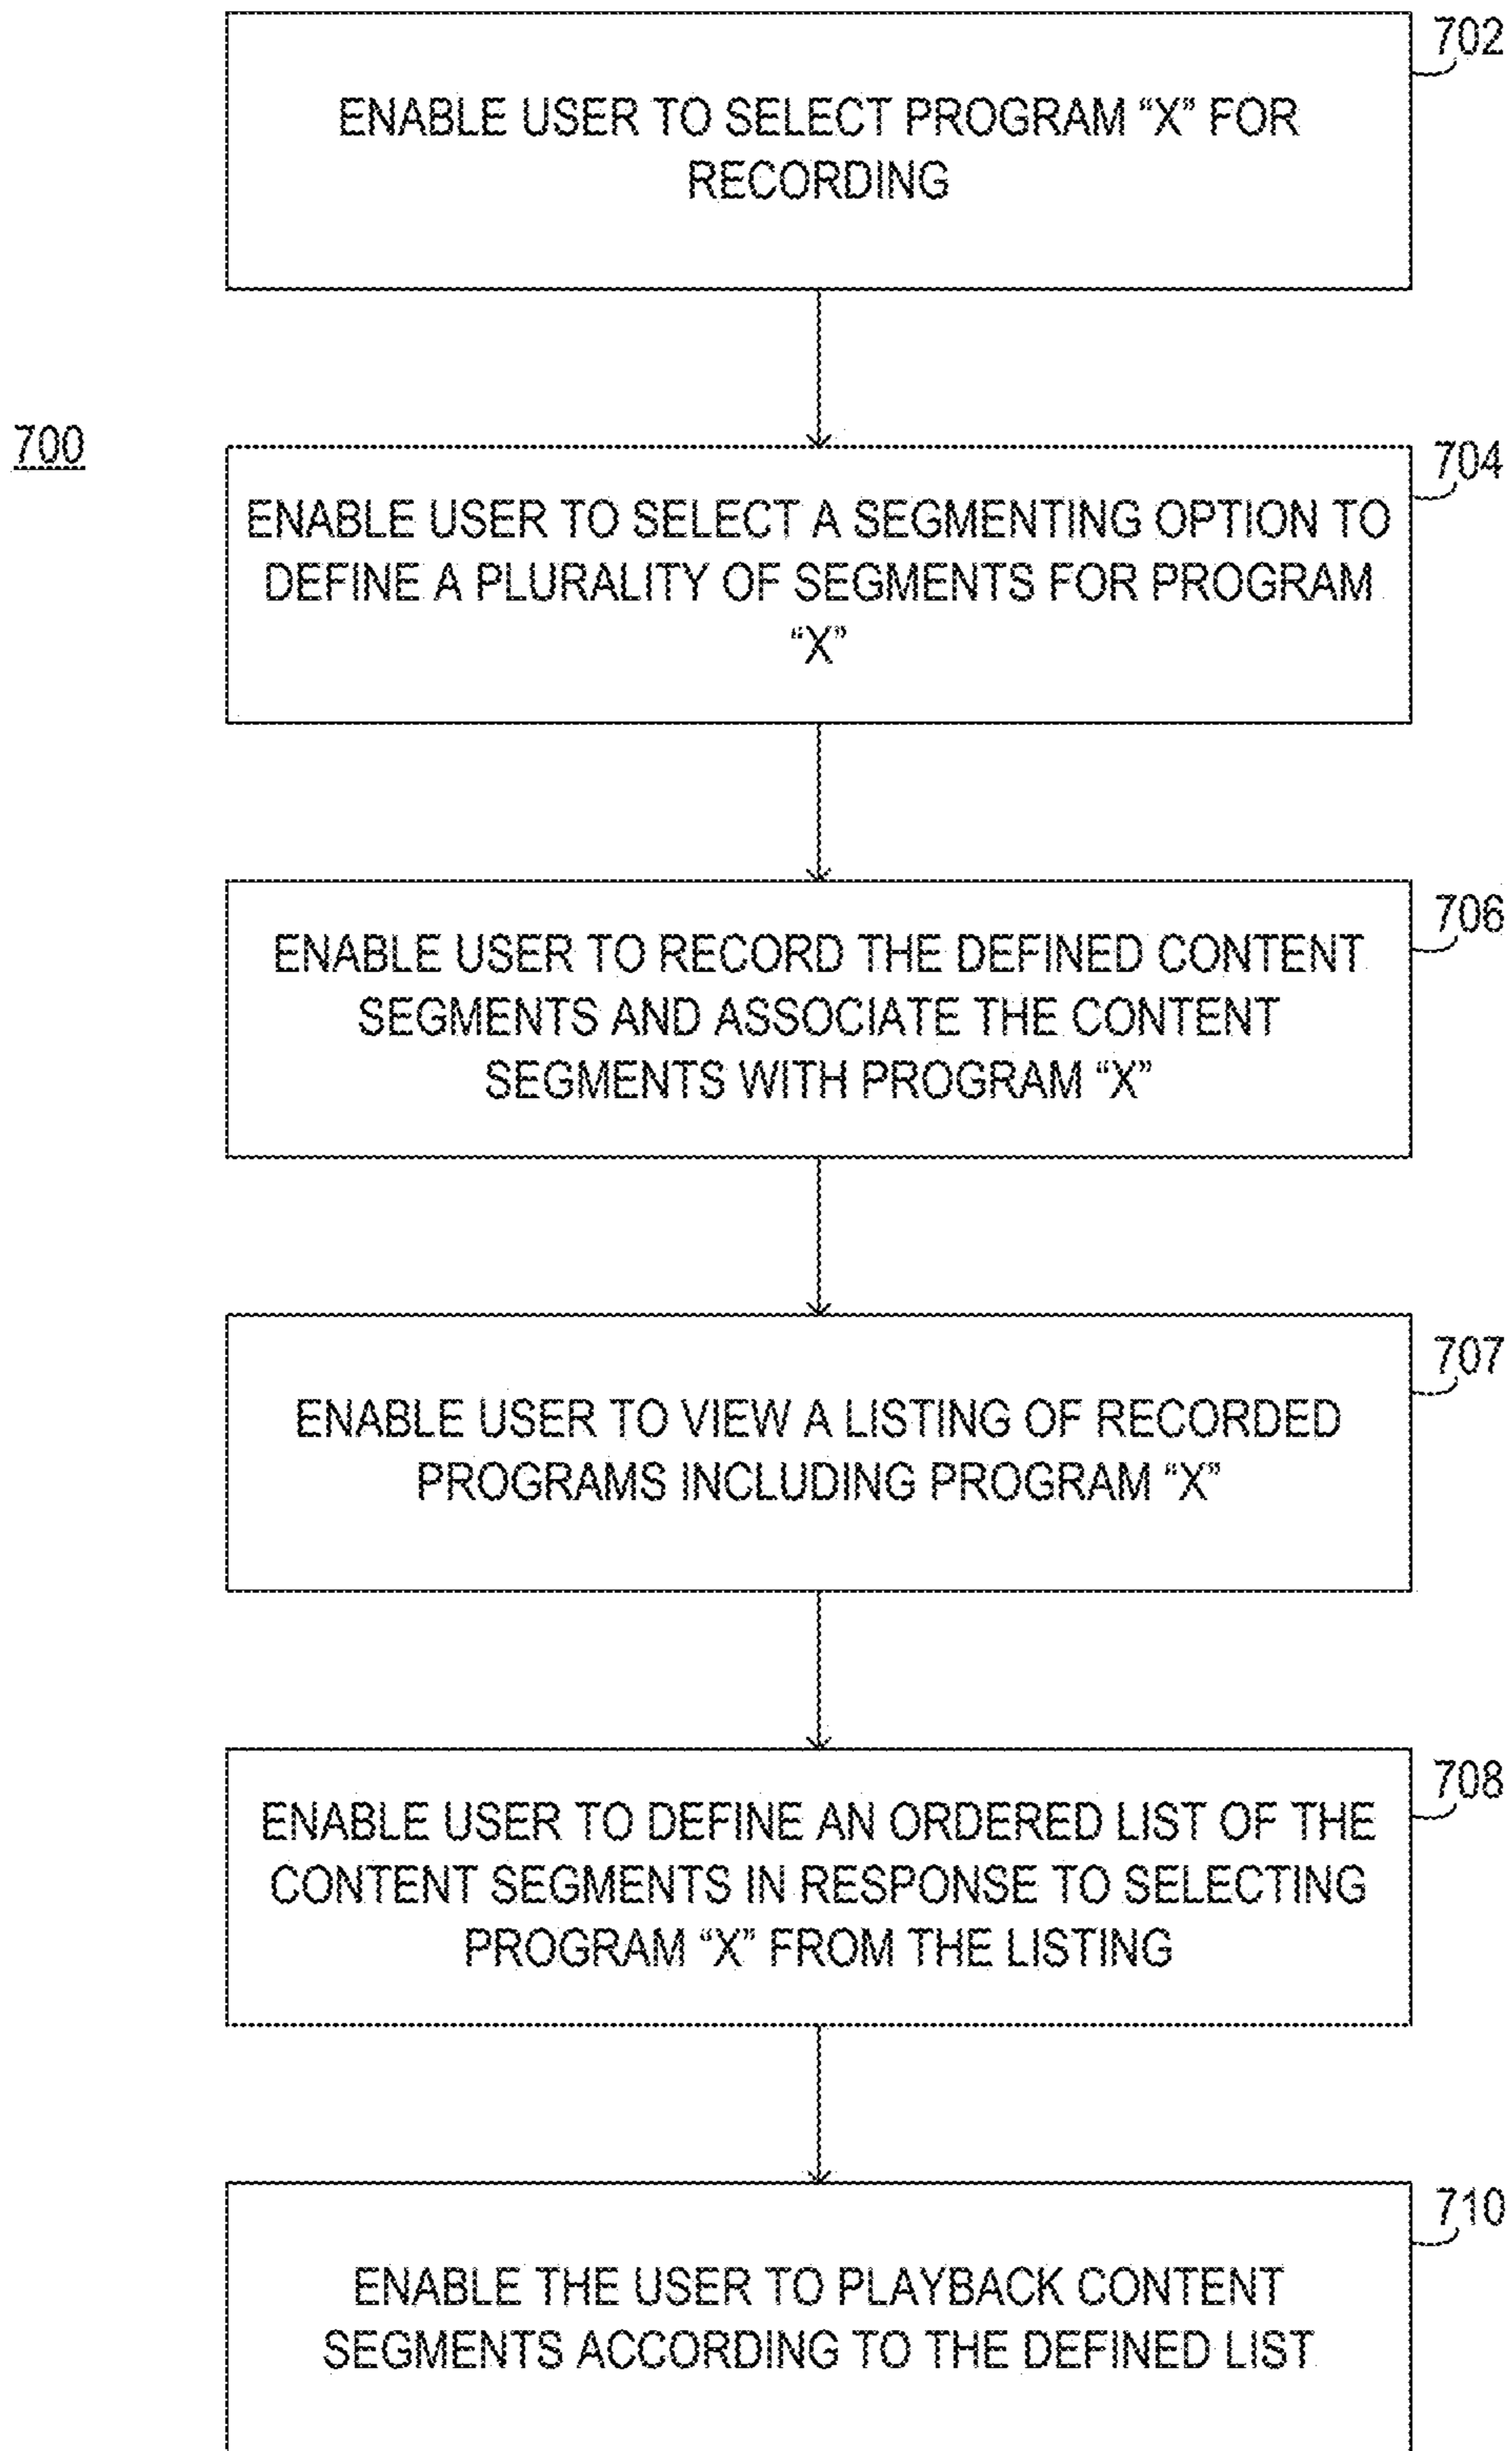 702
ENABLE USER TO SELECT PROGRAM “X” FOR
RECORDING
700
704
ENABLE USER TO SELECT A SEGMENTING OPTION TO
DEFINE A PLURALITY OF SEGMENTS FOR PROGRAM
“X”
706
ENABLE USER TO RECORD THE DEFINED CONTENT
SEGMENTS AND ASSOCIATE THE CONTENT
SEGMENTS WITH PROGRAM “X”
707
ENABLE USER TO VIEW A LISTING OF RECORDED
PROGRAMS INCLUDING PROGRAM “X”
708
ENABLE USER TO DEFINE AN ORDERED LIST OF THE
CONTENT SEGMENTS IN RESPONSE TO SELECTING
PROGRAM “X” FROM THE LISTING
710
ENABLE THE USER TO PLAYBACK CONTENT
SEGMENTS ACCORDING TO THE DEFINED LIST